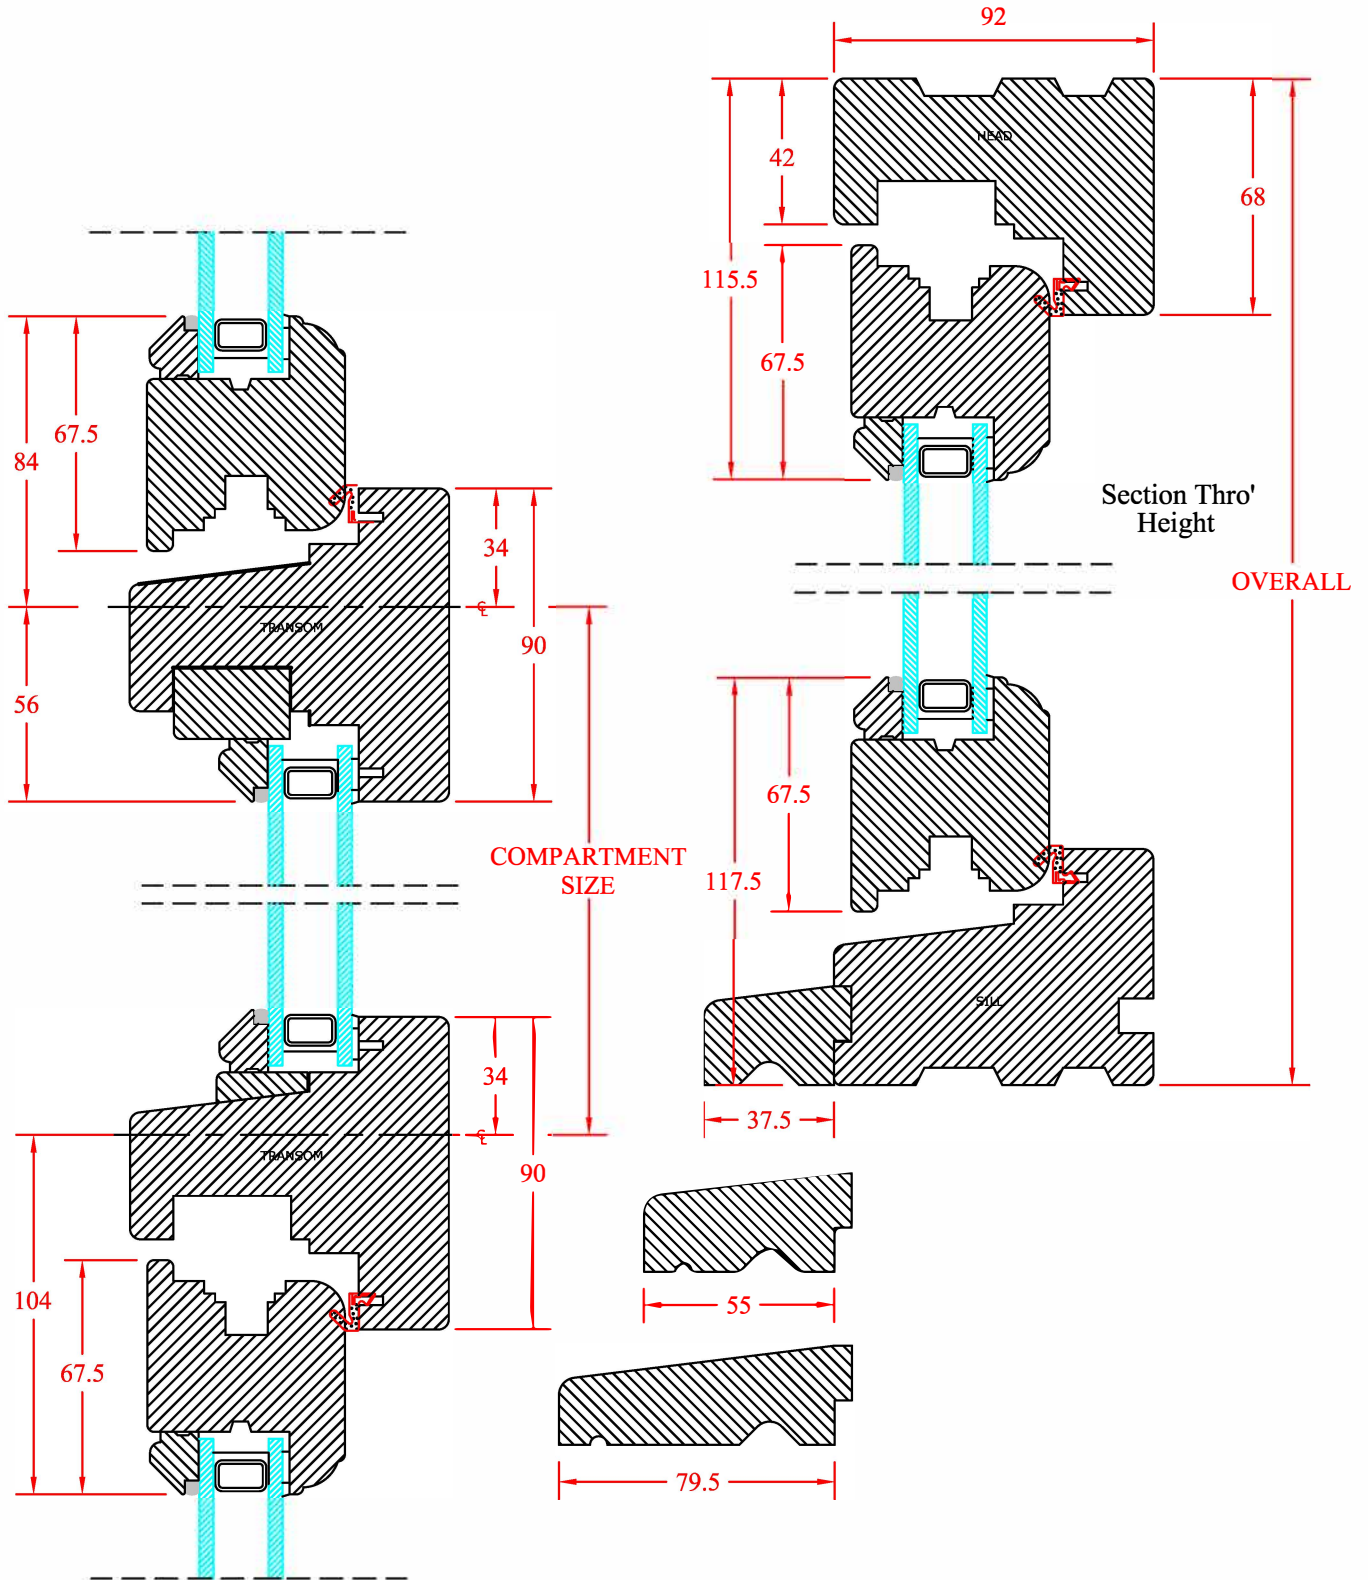 92
HEAD
42
68
115.5
67.5
Section Thro'
Height
OVERALL
67.5
84
34
℄
TRANSOM
90
56
COMPARTMENT
SIZE
67.5
117.5
SILL
37.5
34
℄
TRANSOM
90
104
67.5
55
79.5